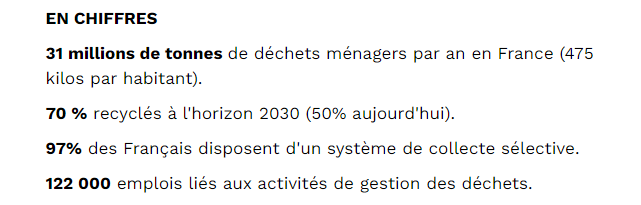 EN CHIFFRES
31 millions de tonnes de déchets ménagers par an en France (475
kilos par habitant).
70 % recyclés à l'horizon 2030 (50% aujourd'hui).
97% des Français disposent d'un système de collecte sélective.
122 000 emplois liés aux activités de gestion des déchets.